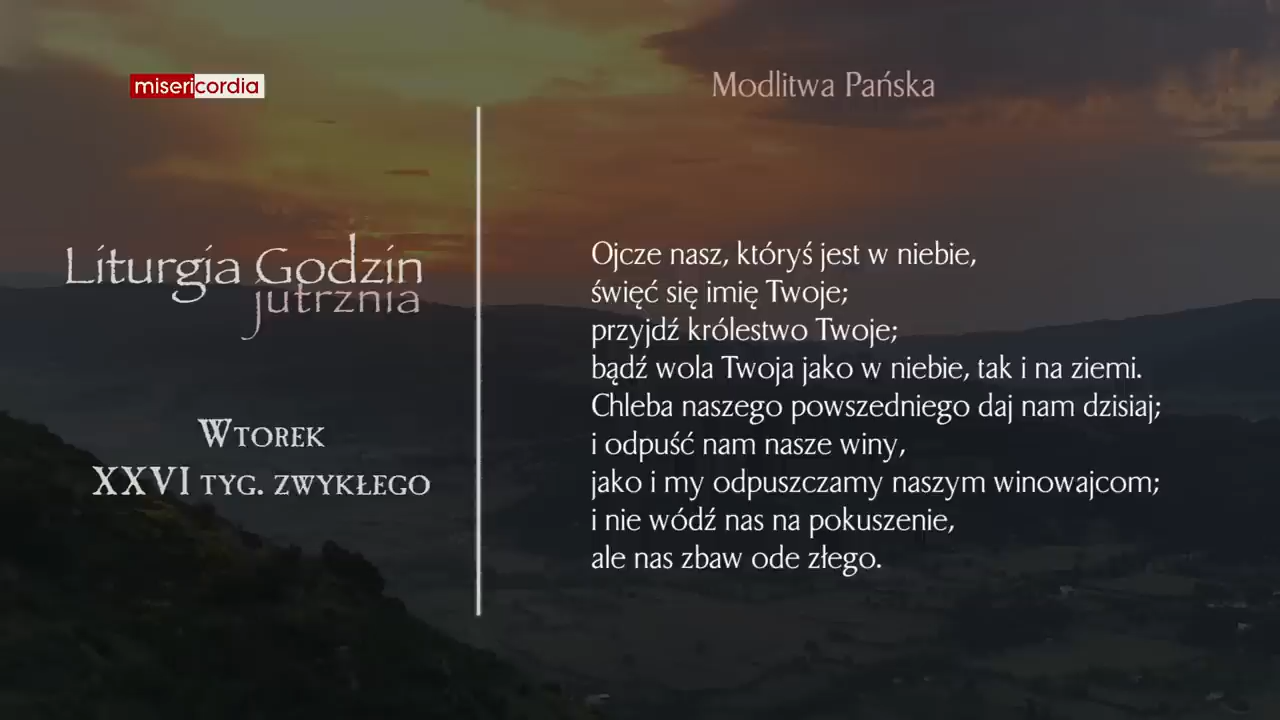 misericordia
Modlitwa Pańska
Liturgia Godzin
jutrznia
Wtorek
XXVI tyg. zwykłego
Ojcze nasz, któryś jest w niebie,
święć się imię Twoje;
przyjdź królestwo Twoje;
bądź wola Twoja jako w niebie, tak i na ziemi.
Chleba naszego powszedniego daj nam dzisiaj;
i odpuść nam nasze winy,
jako i my odpuszczamy naszym winowajcom;
i nie wódź nas na pokuszenie,
ale nas zbaw ode złego.